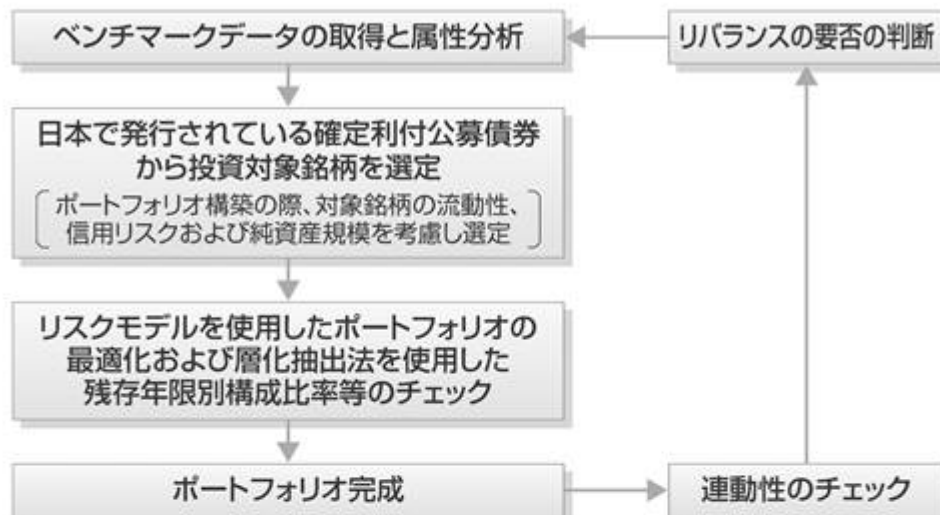 ベンチマークデータの取得と属性分析
リバランスの要否の判断
日本で発行されている確定利付公募債券
から投資対象銘柄を選定
ポートフォリオ構築の際、対象銘柄の流動性、
信用リスクおよび純資産規模を考慮し選定
リスクモデルを使用したポートフォリオの
最適化および層化抽出法を使用した
残存年限別構成比率等のチェック
ポートフォリオ完成
連動性のチェック